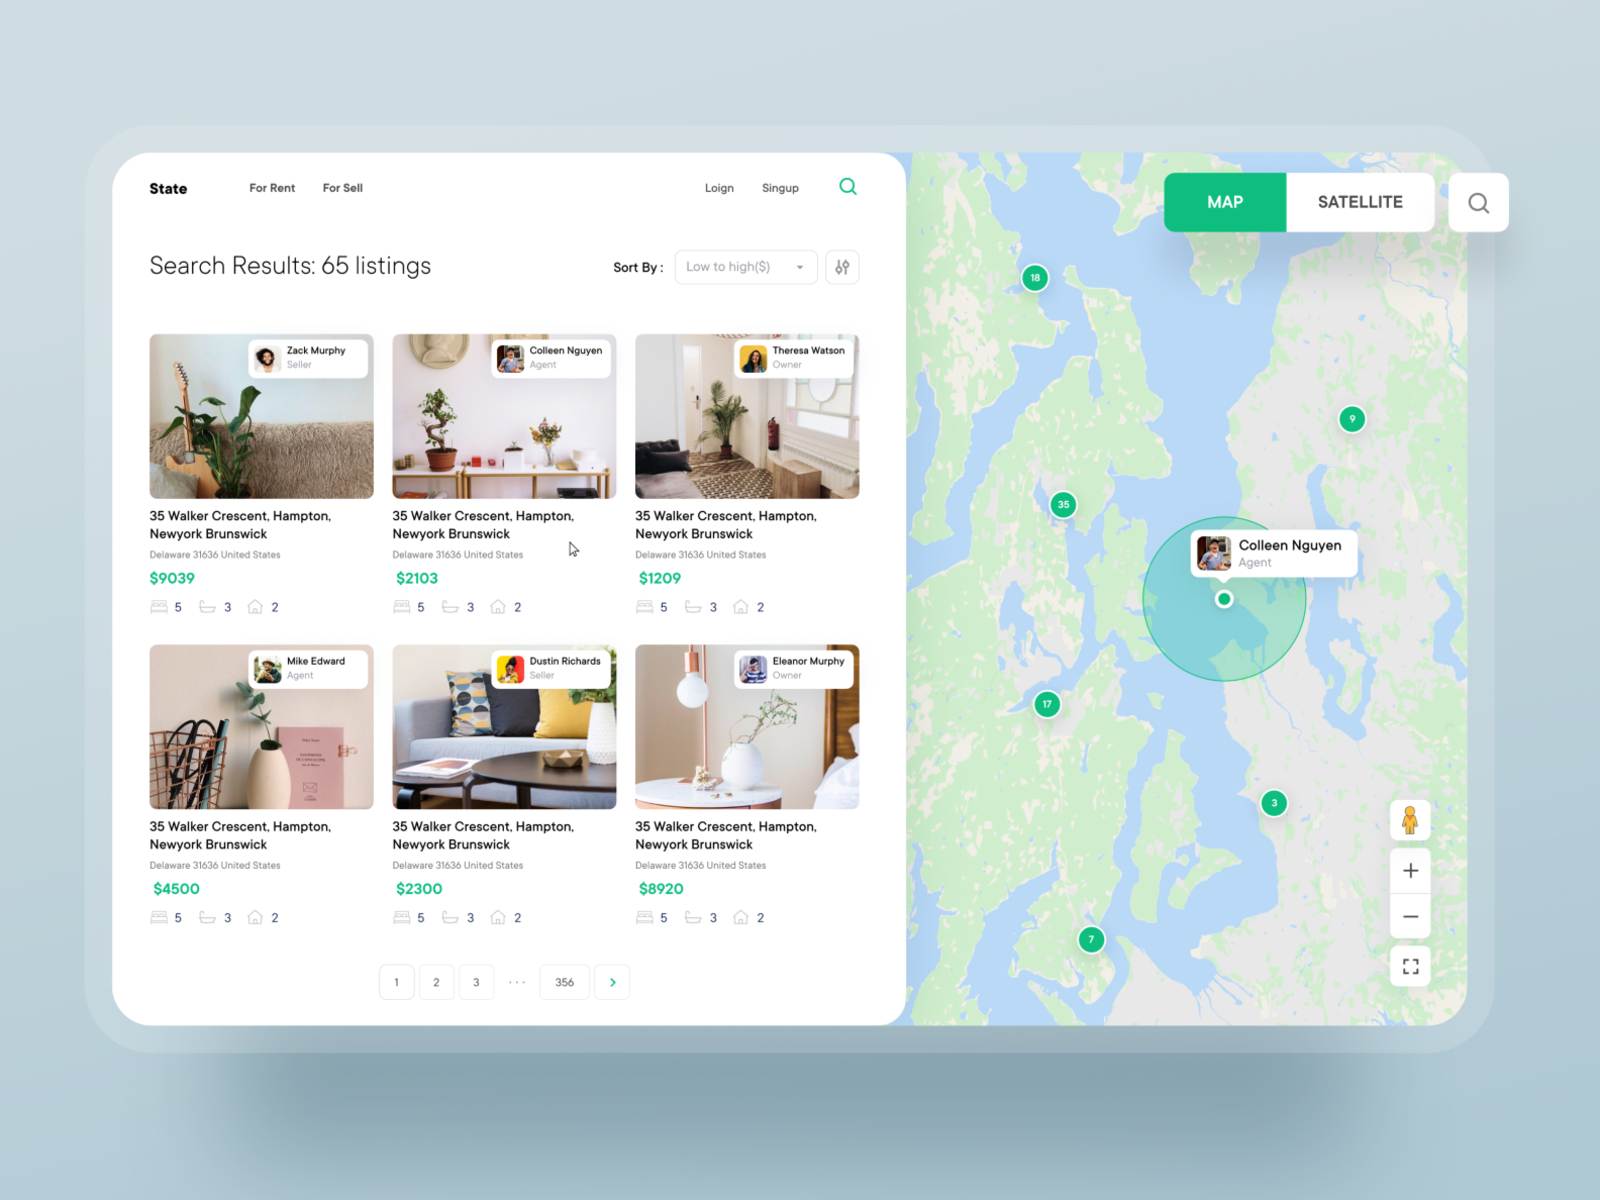 State
For Rent
For Sell
Loign
Singup
Search Results: 65 listings
Sort By :
Low to high($)
Zack Murphy
Seller
35 Walker Crescent, Hampton,
Newyork Brunswick
Delaware 31636 United States
$9039
5 3 2
Colleen Nguyen
Agent
35 Walker Crescent, Hampton,
Newyork Brunswick
Delaware 31636 United States
$2103
5 3 2
Theresa Watson
Owner
35 Walker Crescent, Hampton,
Newyork Brunswick
Delaware 31636 United States
$1209
5 3 2
Mike Edward
Agent
35 Walker Crescent, Hampton,
Newyork Brunswick
Delaware 31636 United States
$4500
5 3 2
Dustin Richards
Seller
35 Walker Crescent, Hampton,
Newyork Brunswick
Delaware 31636 United States
$2300
5 3 2
Eleanor Murphy
Owner
35 Walker Crescent, Hampton,
Newyork Brunswick
Delaware 31636 United States
$8920
5 3 2
1 2 3 ... 356
MAP
SATELLITE
18
9
35
Colleen Nguyen
Agent
17
3
7